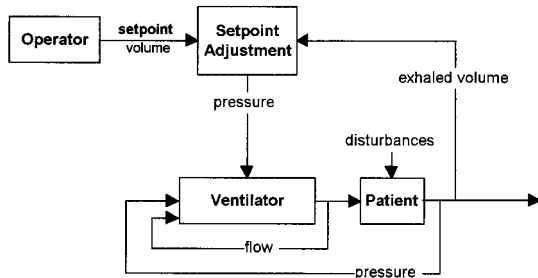 Operator
setpoint
volume
Setpoint
Adjustment
exhaled volume
pressure
disturbances
Ventilator
Patient
flow
pressure